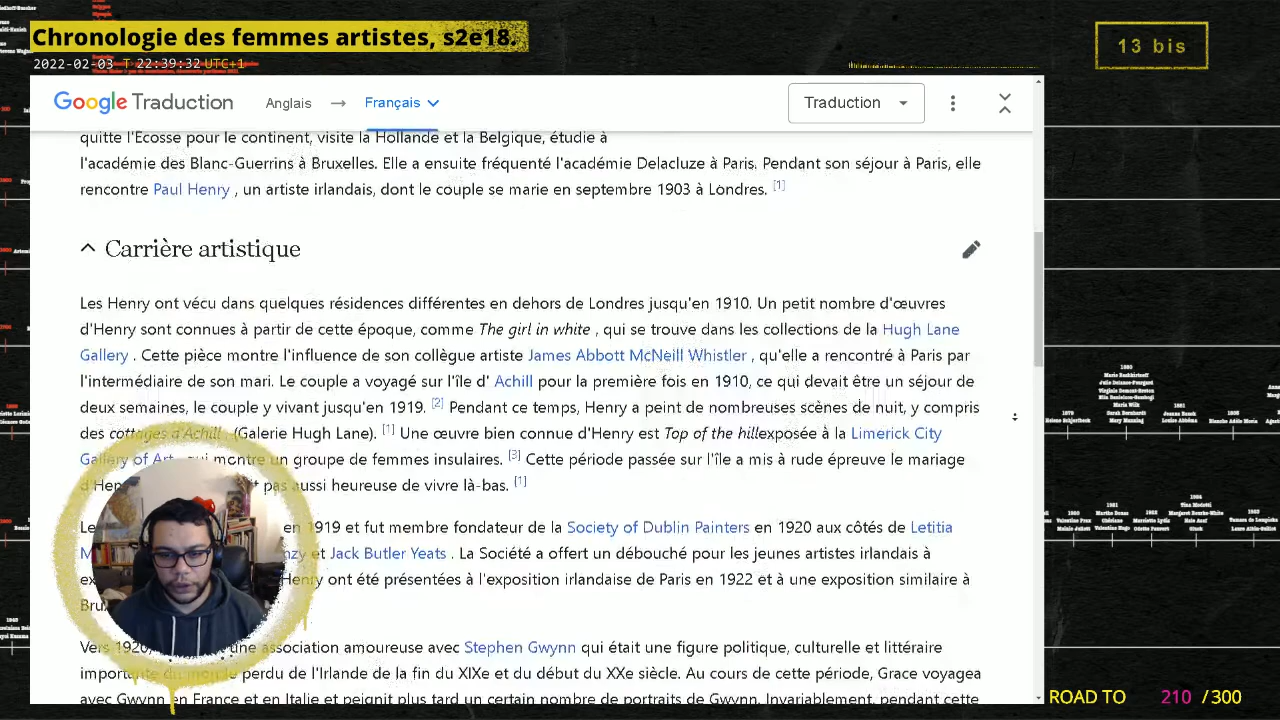 Chronologie des femmes artistes, s2e18.
2022-02-03 T 22:39:32 UTC+1
13 bis
Google Traduction
Anglais → Français
Traduction
quitte l'Écosse pour le continent, visite la Hollande et la Belgique, étudie à
l'académie des Blanc-Guerrins à Bruxelles. Elle a ensuite fréquenté l'académie Delacluze à Paris. Pendant son séjour à Paris, elle
rencontre Paul Henry , un artiste irlandais, dont le couple se marie en septembre 1903 à Londres. [1]
Carrière artistique
Les Henry ont vécu dans quelques résidences différentes en dehors de Londres jusqu'en 1910. Un petit nombre d'œuvres
d'Henry sont connues à partir de cette époque, comme The girl in white , qui se trouve dans les collections de la Hugh Lane
Gallery . Cette pièce montre l'influence de son collègue artiste James Abbott McNeill Whistler , qu'elle a rencontré à Paris par
l'intermédiaire de son mari. Le couple a voyagé sur l'île d' Achill pour la première fois en 1910, ce qui devait être un séjour de
deux semaines, le couple y vivant jusqu'en 1919. [2] Pendant ce temps, Henry a peint de nombreuses scènes de nuit, y compris
des cottages d'Achill (Galerie Hugh Lane). [1] Une œuvre bien connue d'Henry est Top of the hillexposée à la Limerick City
Gallery of Art , qui montre un groupe de femmes insulaires. [3] Cette période passée sur l'île a mis à rude épreuve le mariage
d'Hen pas aussi heureuse de vivre là-bas. [1]
Le en 1919 et fut membre fondateur de la Society of Dublin Painters en 1920 aux côtés de Letitia
et Jack Butler Yeats . La Société a offert un débouché pour les jeunes artistes irlandais à
Henry ont été présentées à l'exposition irlandaise de Paris en 1922 et à une exposition similaire à
Vers 1920, une association amoureuse avec Stephen Gwynn qui était une figure politique, culturelle et littéraire
importante du monde perdu de l'Irlande de la fin du XIXe et du début du XXe siècle. Au cours de cette période, Grace voyagea
avec Gwynn en France et en Italie et peignit plus tard un certain nombre de portraits de Gwynn. Invariablement, pendant cette
ROAD TO 210 / 300